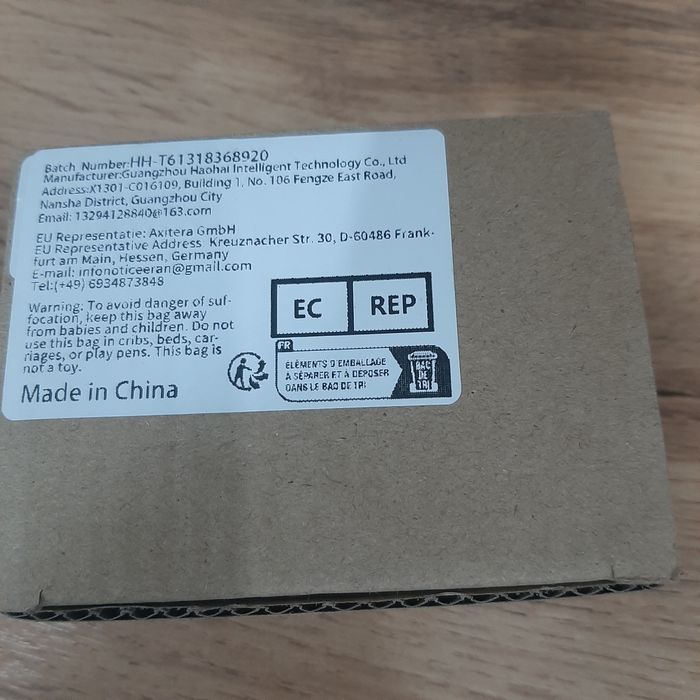 Batch Number:HH-T61318368920
Manufacturer:Guangzhou Haohai Intelligent Technology Co., Ltd
Address:X1301-C016109, Building 1, No. 106 Fengze East Road,
Nansha District, Guangzhou City
Email: 13294128840@163.com
EU Representatie: Axitera GmbH
EU Representative Address Kreuznacher Str. 30, D-60486 Frank-
furt am Main, Hessen, Germany
E-mail: infonoticeeran@gmail.com
Tel:(+49) 6934873848
Warning: To avoid danger of suf-
focation, keep this bag away
from babies and children. Do not
use this bag in cribs, beds, car-
riages, or play pens. This bag is
not a toy.
Made in China
EC REP
FR
ÉLÉMENTS D'EMBALLAGE
À SÉPARER ET À DÉPOSER
DANS LE BAC DE TRI
BAC
DE
TRI